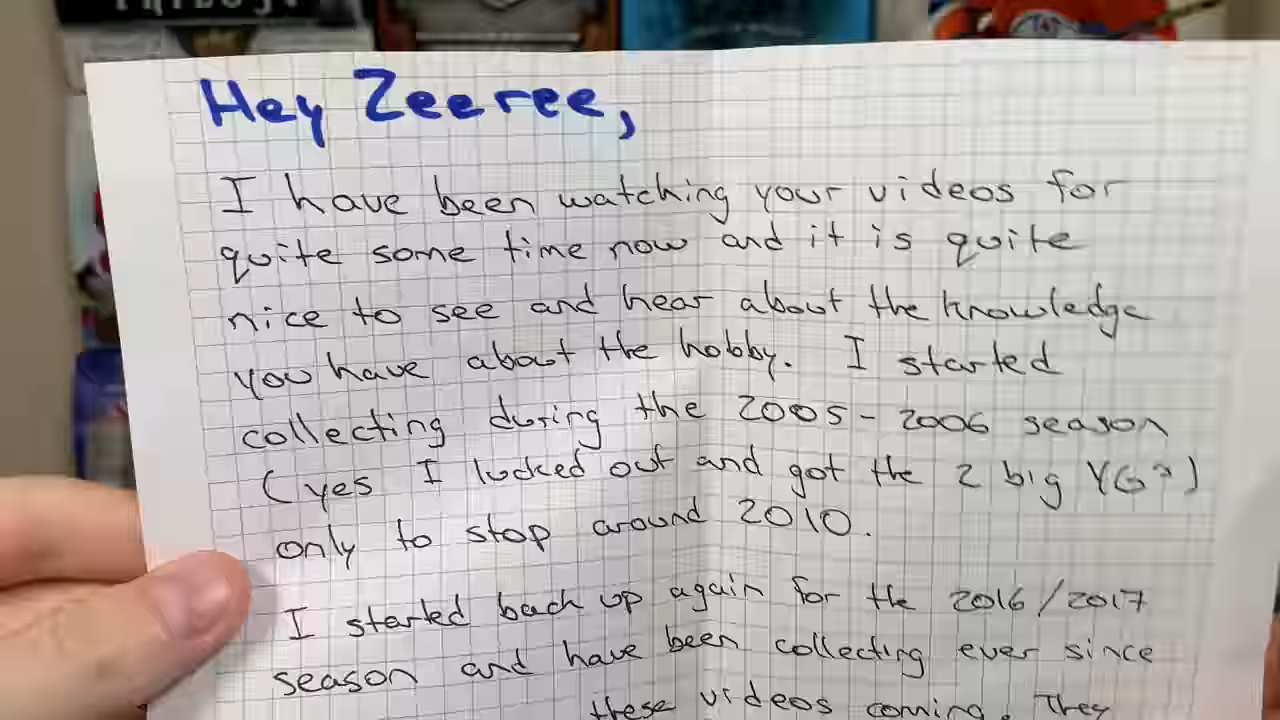 Hey Zeeree,
I have been watching your videos for
quite some time now and it is quite
nice to see and hear about the knowledge
you have about the hobby. I started
collecting during the 2005-2006 season
(yes I lucked out and got the 2 big YGs)
only to stop around 2010.
I started back up again for the 2016/2017
season and have been collecting ever since
these videos coming. They